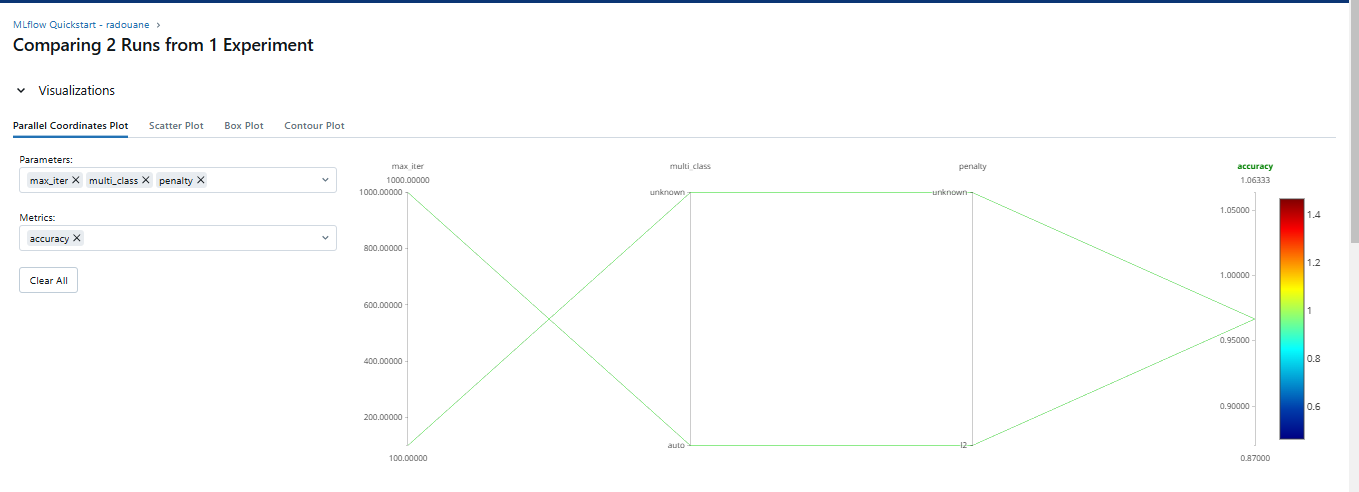 MLflow Quickstart - radouane >
Comparing 2 Runs from 1 Experiment
Visualizations
Parallel Coordinates Plot Scatter Plot Box Plot Contour Plot
Parameters:
max_iter × multi_class × penalty ×
Metrics:
accuracy ×
Clear All
max_iter multi_class penalty accuracy
1000.00000 1.06333
1000.00000 unknown unknown
800.00000
600.00000
400.00000
200.00000
auto l2
100.00000 0.87000
1.05000
1.00000
0.95000
0.90000
1.4
1.2
1
0.8
0.6